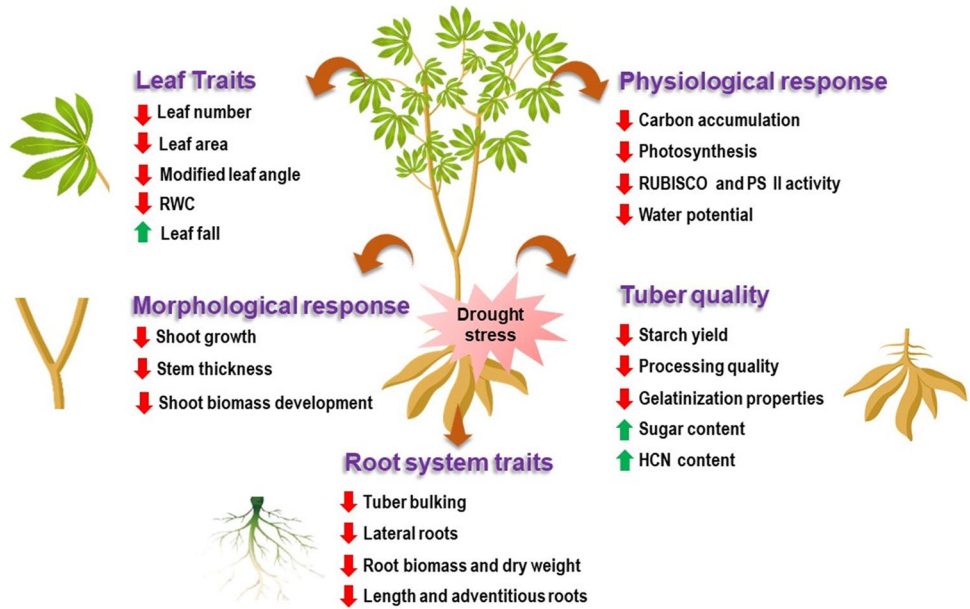 Leaf Traits
Leaf number
Leaf area
Modified leaf angle
RWC
Leaf fall
Physiological response
Carbon accumulation
Photosynthesis
RUBISCO and PS II activity
Water potential
Morphological response
Shoot growth
Stem thickness
Shoot biomass development
Drought
stress
Tuber quality
Starch yield
Processing quality
Gelatinization properties
Sugar content
HCN content
Root system traits
Tuber bulking
Lateral roots
Root biomass and dry weight
Length and adventitious roots